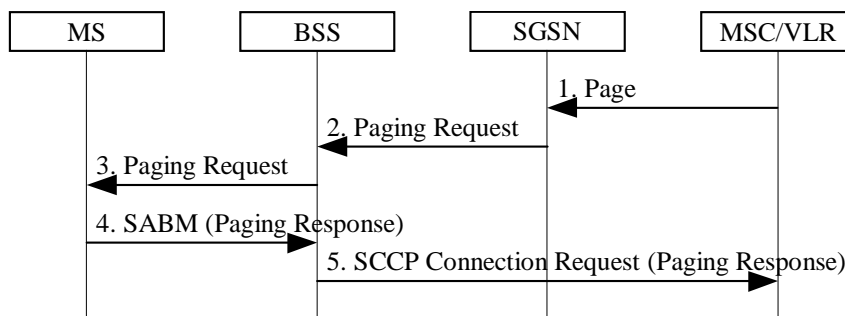 MS
BSS
SGSN
MSC/VLR
1. Page
2. Paging Request
3. Paging Request
4. SABM (Paging Response)
5. SCCP Connection Request (Paging Response)